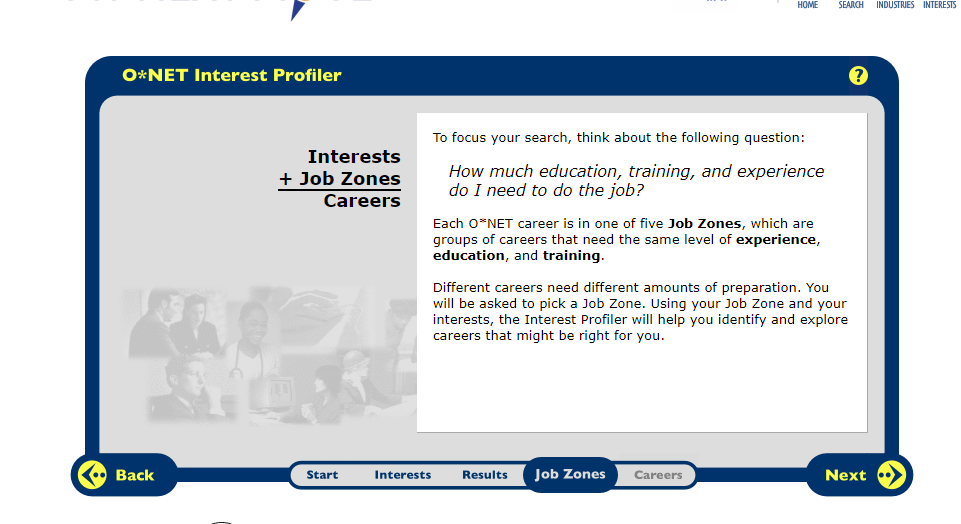 HOME SEARCH INDUSTRIES INTERESTS
O*NET Interest Profiler
?
Interests
+ Job Zones
Careers
To focus your search, think about the following question:
How much education, training, and experience
do I need to do the job?
Each O*NET career is in one of five Job Zones, which are
groups of careers that need the same level of experience,
education, and training.
Different careers need different amounts of preparation. You
will be asked to pick a Job Zone. Using your Job Zone and your
interests, the Interest Profiler will help you identify and explore
careers that might be right for you.
Back
Start Interests Results Job Zones Careers
Next